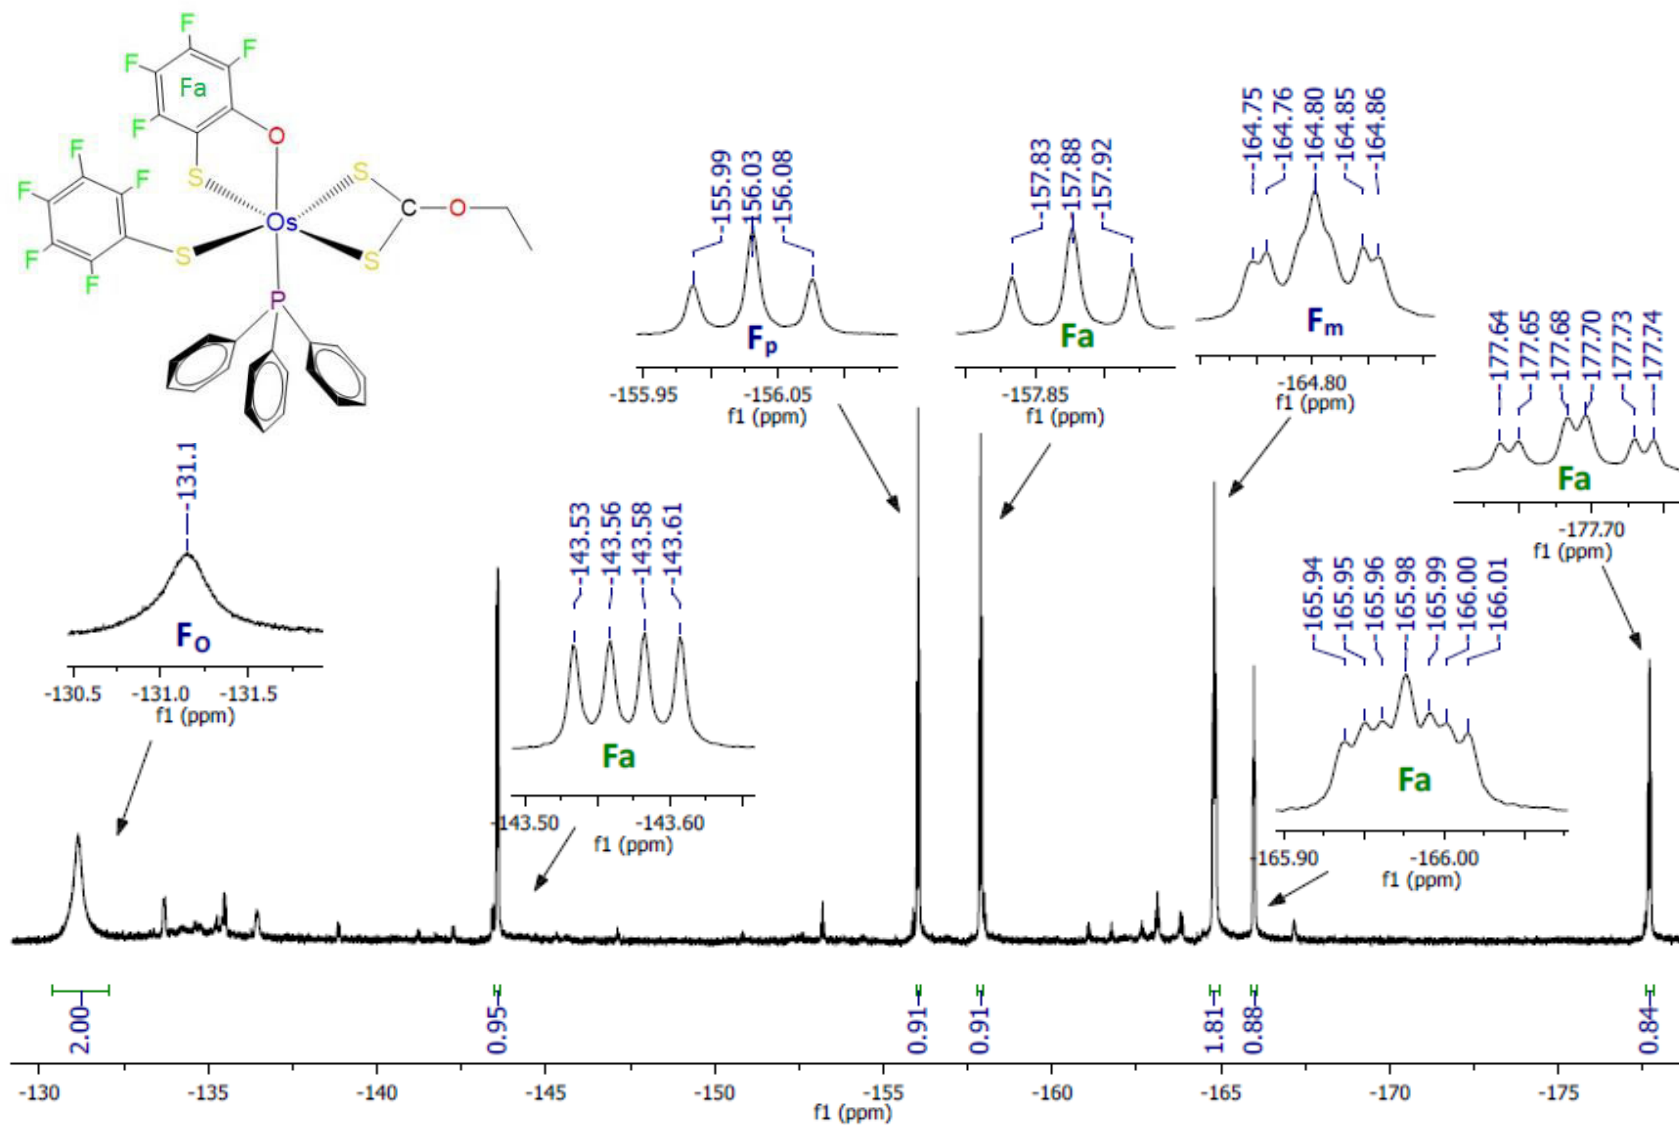 F
F
F
Fa
F
O
F
F
F
F
F
S
S
S
S
Os
C
O
P
-155.99
-156.03
-156.08
Fp
-155.95
-156.05
f1 (ppm)
-157.83
-157.88
-157.92
Fa
-157.85
f1 (ppm)
-164.75
-164.76
-164.80
-164.85
-164.86
Fm
-164.80
f1 (ppm)
-177.64
-177.65
-177.68
-177.70
-177.73
-177.74
Fa
-177.70
f1 (ppm)
-131.1
FO
-130.5 -131.0 -131.5
f1 (ppm)
-143.53
-143.56
-143.58
-143.61
Fa
-143.50 -143.60
f1 (ppm)
-165.94
-165.95
-165.96
-165.98
-165.99
-166.00
-166.01
Fa
-165.90 -166.00
f1 (ppm)
2.00
0.95
0.91
0.91
1.81
0.88
0.84
-130 -135 -140 -145 -150 -155 -160 -165 -170 -175
f1 (ppm)